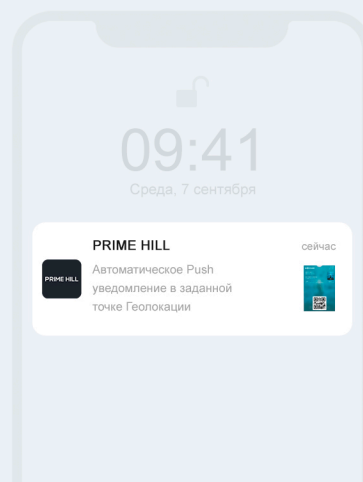 09:41
Среда, 7 сентября
PRIME HILL
сейчас
PRIME HILL
Автоматическое Push
уведомление в заданной
точке Геолокации